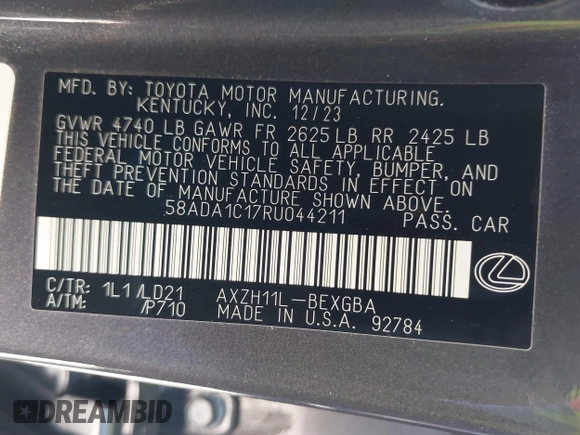 MFD. BY: TOYOTA MOTOR MANUFACTURING.
KENTUCKY, INC. 12/23
GVWR 4740 LB GAWR FR 2625 LB RR 2425 LB
THIS VEHICLE CONFORMS TO ALL APPLICABLE
FEDERAL MOTOR VEHICLE SAFETY, BUMPER, AND
THEFT PREVENTION STANDARDS IN EFFECT ON
THE DATE OF MANUFACTURE SHOWN ABOVE.
58ADA1C17RU044211 PASS. CAR
C/TR: 1L1/LD21 AXZH11L-BEXGBA
A/TM: /P710 MADE IN U.S.A. 92784
DREAMBID